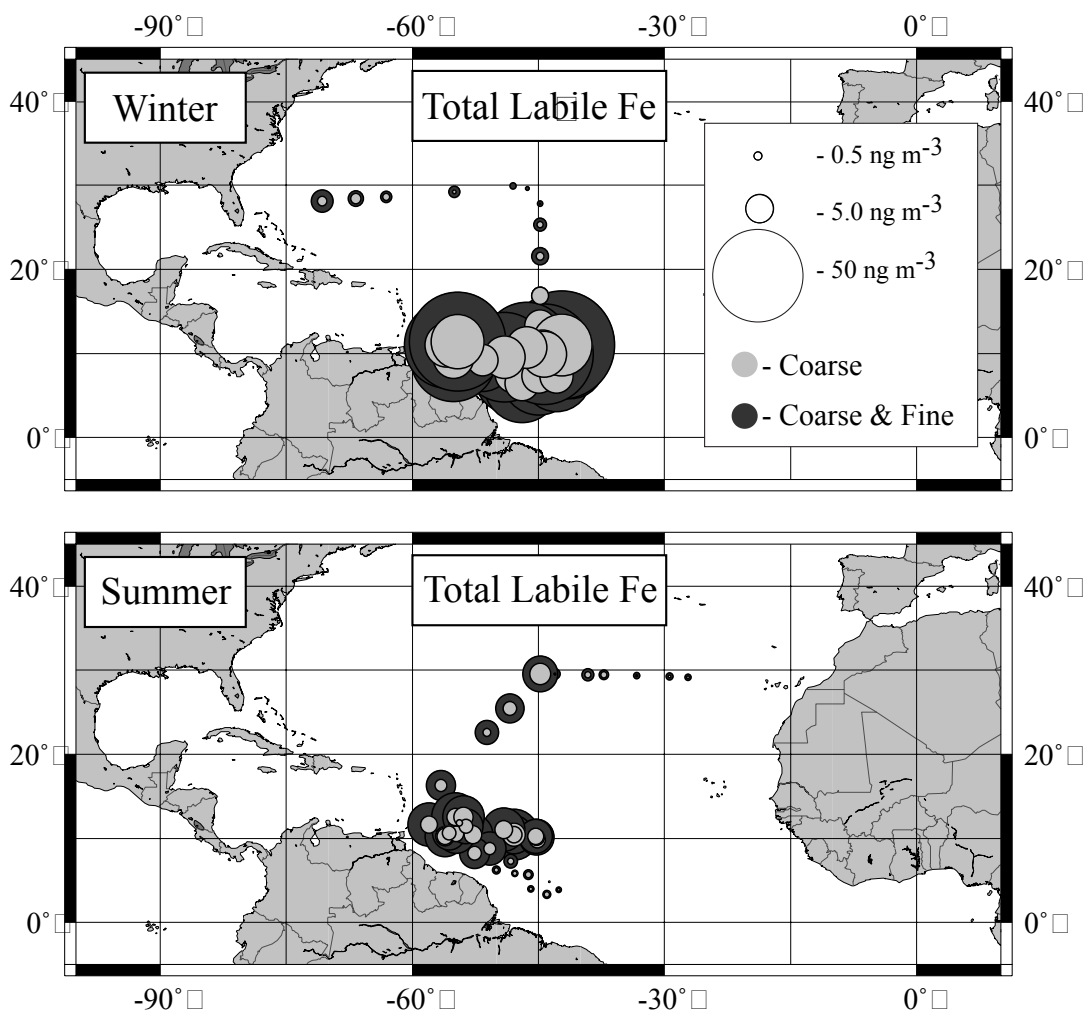 -90˚□ -60˚□ -30˚□ 0˚□
Winter
Total Labile Fe
40˚□ 40˚□
- 0.5 ng m-3
- 5.0 ng m-3
- 50 ng m-3
20˚□ 20˚□
- Coarse
- Coarse & Fine
0˚□ 0˚□
Summer
Total Labile Fe
40˚□ 40˚□
20˚□ 20˚□
0˚□ 0˚□
-90˚□ -60˚□ -30˚□ 0˚□